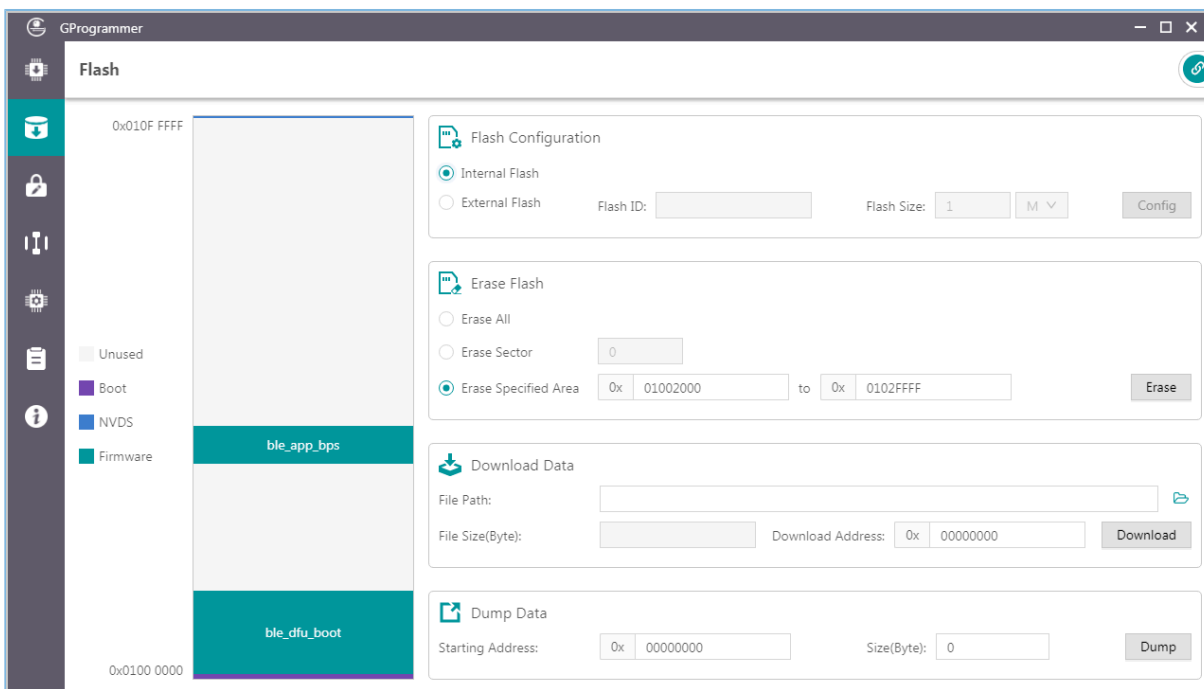 GProgrammer
Flash
0x010F FFFF
Unused
Boot
NVDS
Firmware
ble_app_bps
ble_dfu_boot
0x0100 0000
Flash Configuration
Internal Flash
External Flash Flash ID: Flash Size: 1 M Config
Erase Flash
Erase All
Erase Sector 0
Erase Specified Area 0x 01002000 to 0x 0102FFFF Erase
Download Data
File Path:
File Size(Byte): Download Address: 0x 00000000 Download
Dump Data
Starting Address: 0x 00000000 Size(Byte): 0 Dump